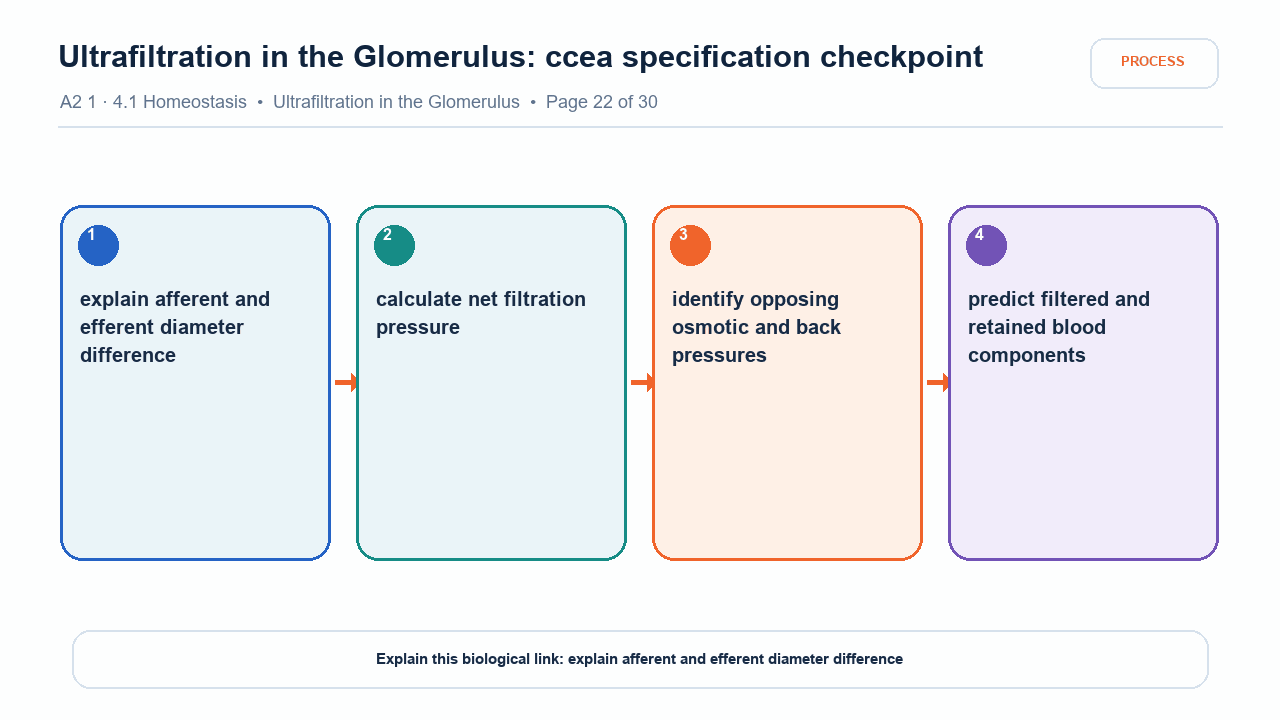 Ultrafiltration in the Glomerulus: ccea specification checkpoint
PROCESS
A2 1 · 4.1 Homeostasis • Ultrafiltration in the Glomerulus • Page 22 of 30
1
explain afferent and
efferent diameter
difference
2
calculate net filtration
pressure
3
identify opposing
osmotic and back
pressures
4
predict filtered and
retained blood
components
Explain this biological link: explain afferent and efferent diameter difference